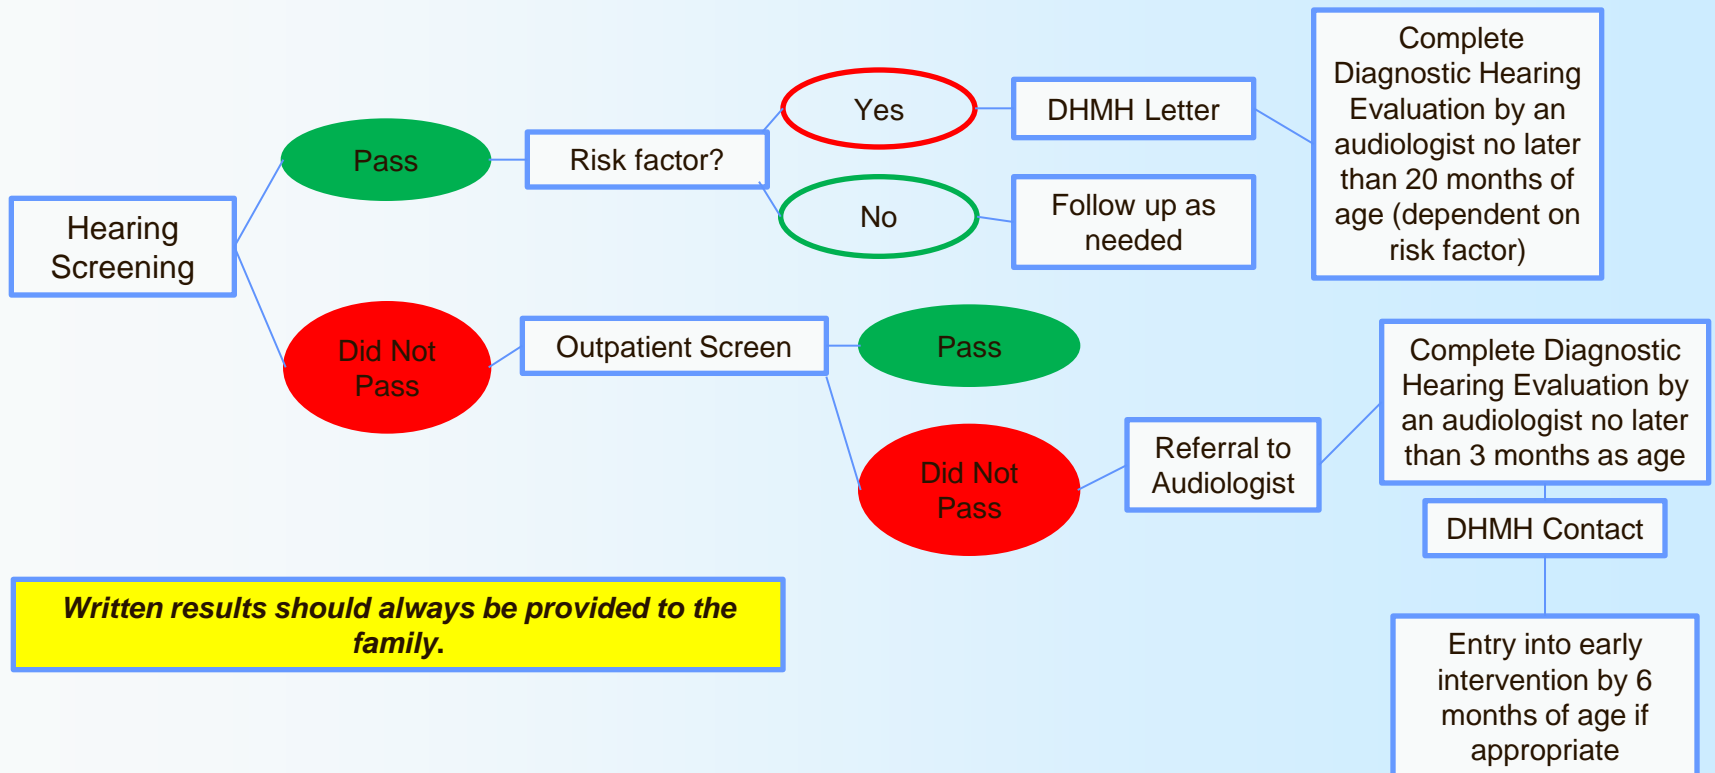 Hearing
Screening
Pass
Risk factor?
Yes
DHMH Letter
Complete
Diagnostic Hearing
Evaluation by an
audiologist no later
than 20 months of
age (dependent on
risk factor)
No
Follow up as
needed
Did Not
Pass
Outpatient Screen
Pass
Did Not
Pass
Referral to
Audiologist
Complete Diagnostic
Hearing Evaluation by
an audiologist no later
than 3 months as age
DHMH Contact
Entry into early
intervention by 6
months of age if
appropriate
Written results should always be provided to the
family.